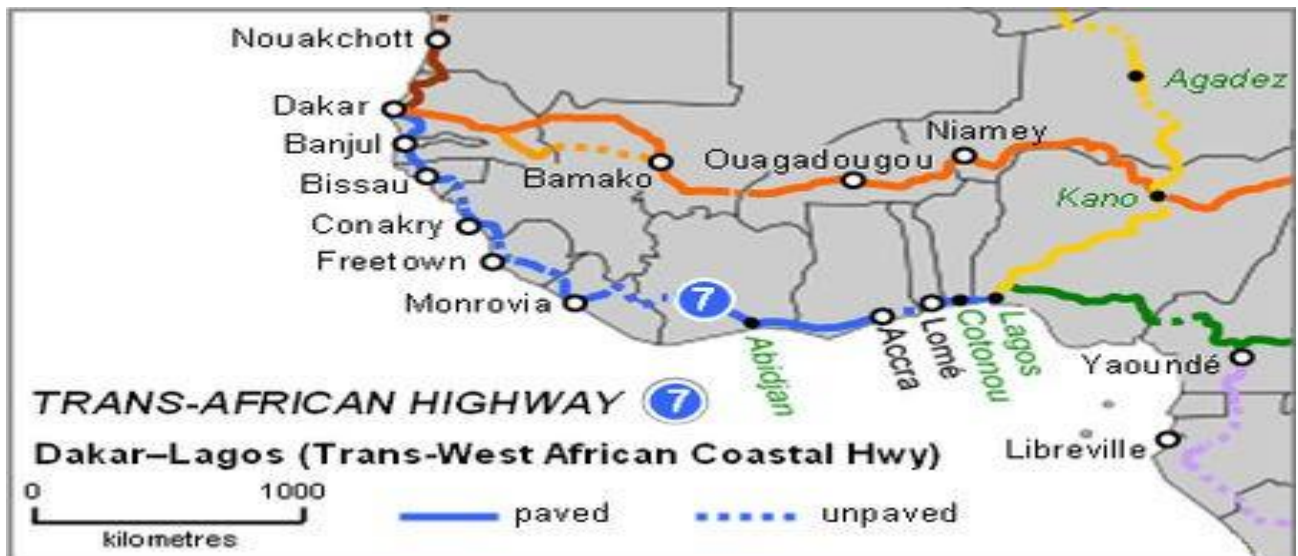 Nouakchott
Agadez
Dakar
Banjul
Niamey
Ouagadougou
Bissau
Bamako
Kano
Conakry
Freetown
Monrovia
7
Abidjan
Accra
Lomé
Cotonou
Lagos
Yaoundé
Libreville
TRANS-AFRICAN HIGHWAY 7
Dakar–Lagos (Trans-West African Coastal Hwy)
0 1000
kilometres
paved
unpaved